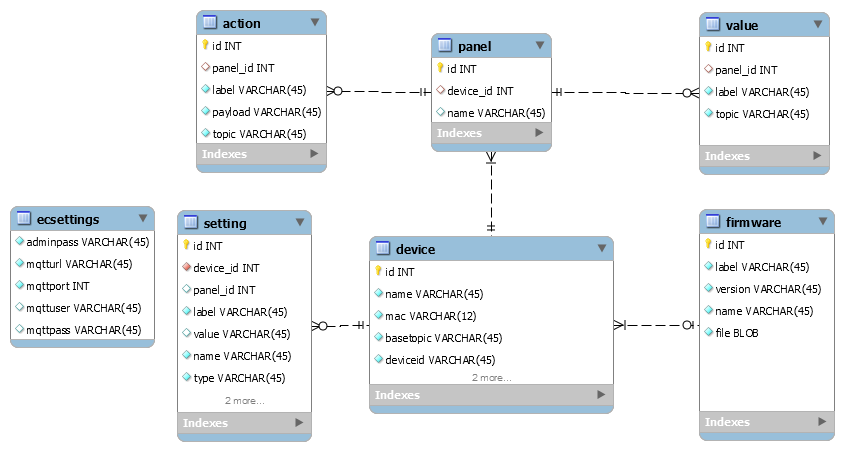 action
id INT
panel_id INT
label VARCHAR(45)
payload VARCHAR(45)
topic VARCHAR(45)
Indexes
panel
id INT
device_id INT
name VARCHAR(45)
Indexes
value
id INT
panel_id INT
label VARCHAR(45)
topic VARCHAR(45)
Indexes
ecsettings
adminpass VARCHAR(45)
mqtturl VARCHAR(45)
mqttport INT
mqttuser VARCHAR(45)
mqttpass VARCHAR(45)
setting
id INT
device_id INT
panel_id INT
label VARCHAR(45)
value VARCHAR(45)
name VARCHAR(45)
type VARCHAR(45)
2 more...
Indexes
device
id INT
name VARCHAR(45)
mac VARCHAR(12)
basetopic VARCHAR(45)
deviceid VARCHAR(45)
2 more...
Indexes
firmware
id INT
label VARCHAR(45)
version VARCHAR(45)
name VARCHAR(45)
file BLOB
Indexes